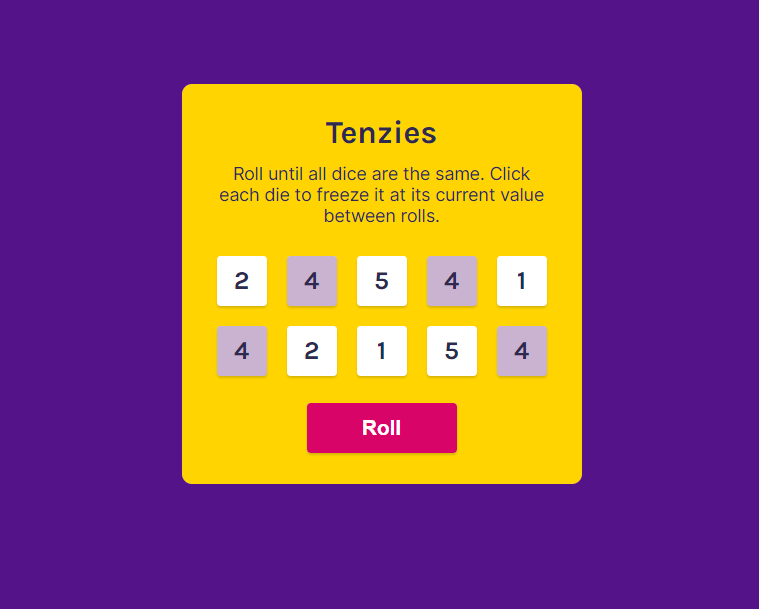 Tenzies
Roll until all dice are the same. Click
each die to freeze it at its current value
between rolls.
2 4 5 4 1
4 2 1 5 4
Roll